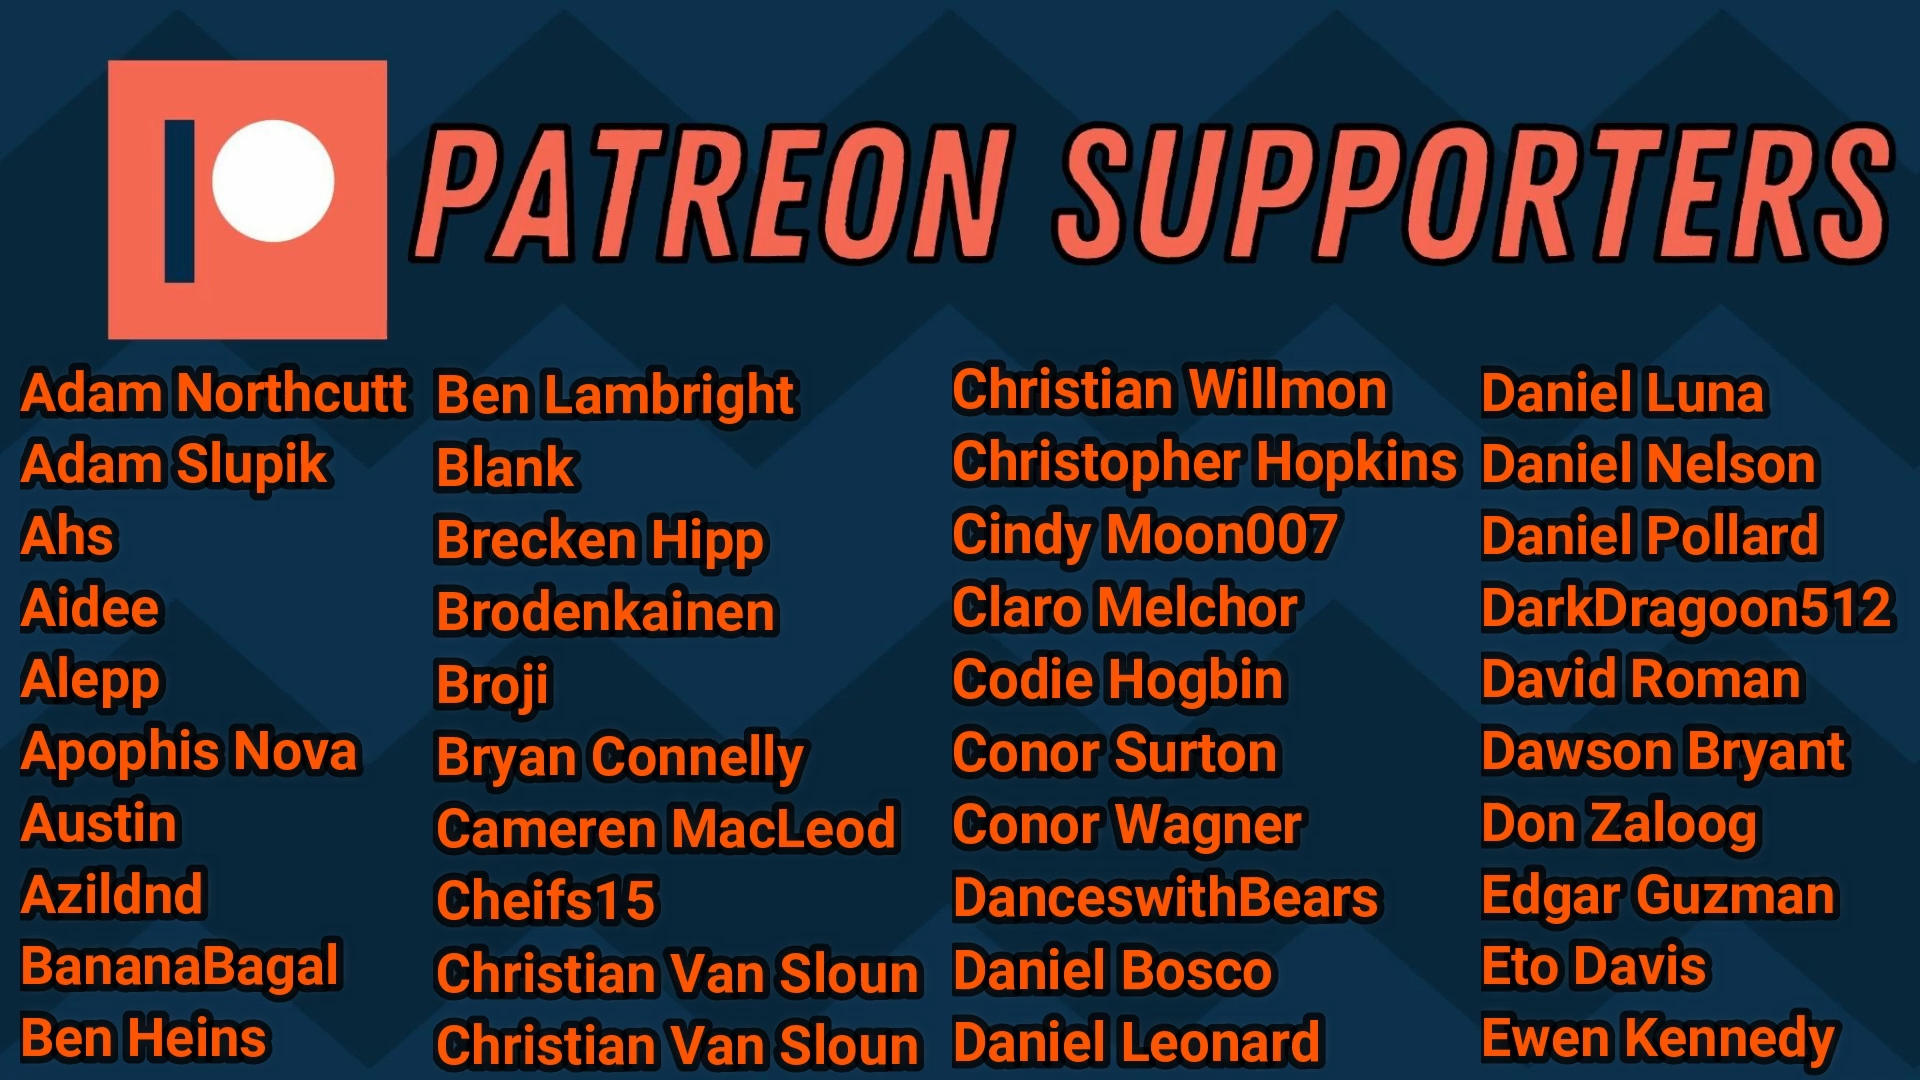 PATREON SUPPORTERS
Adam Northcutt
Adam Slupik
Ahs
Aidee
Alepp
Apophis Nova
Austin
Azildnd
BananaBagal
Ben Heins
Ben Lambright
Blank
Brecken Hipp
Brodenkainen
Broji
Bryan Connelly
Cameren MacLeod
Cheifs15
Christian Van Sloun
Christian Van Sloun
Christian Willmon
Christopher Hopkins
Cindy Moon007
Claro Melchor
Codie Hogbin
Conor Surton
Conor Wagner
DanceswithBears
Daniel Bosco
Daniel Leonard
Daniel Luna
Daniel Nelson
Daniel Pollard
DarkDragoon512
David Roman
Dawson Bryant
Don Zaloog
Edgar Guzman
Eto Davis
Ewen Kennedy